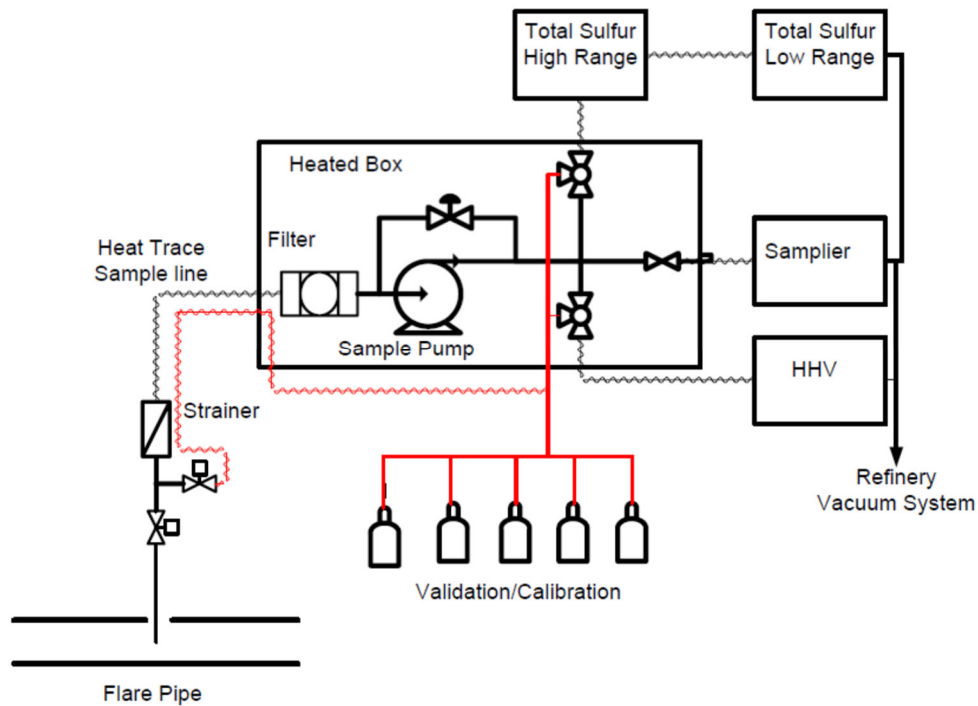 Total Sulfur
High Range
Total Sulfur
Low Range
Heated Box
Heat Trace
Sample line
Filter
Samplier
Sample Pump
HHV
Strainer
Refinery
Vacuum System
Validation/Calibration
Flare Pipe